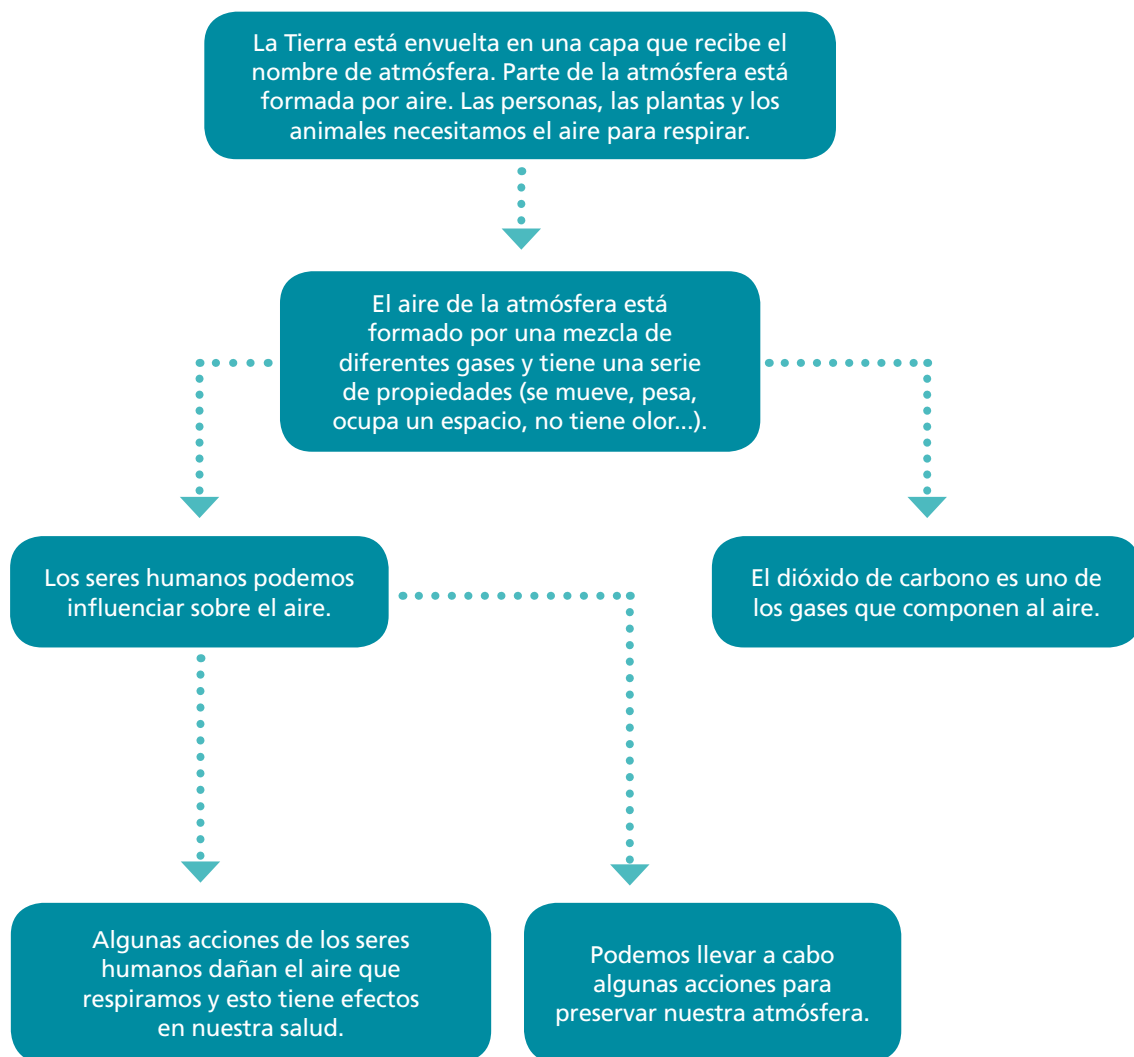 La Tierra está envuelta en una capa que recibe el
nombre de atmósfera. Parte de la atmósfera está
formada por aire. Las personas, las plantas y los
animales necesitamos el aire para respirar.
El aire de la atmósfera está
formado por una mezcla de
diferentes gases y tiene una serie
de propiedades (se mueve, pesa,
ocupa un espacio, no tiene olor...).
Los seres humanos podemos
influenciar sobre el aire.
El dióxido de carbono es uno de
los gases que componen al aire.
Algunas acciones de los seres
humanos dañan el aire que
respiramos y esto tiene efectos
en nuestra salud.
Podemos llevar a cabo
algunas acciones para
preservar nuestra atmósfera.